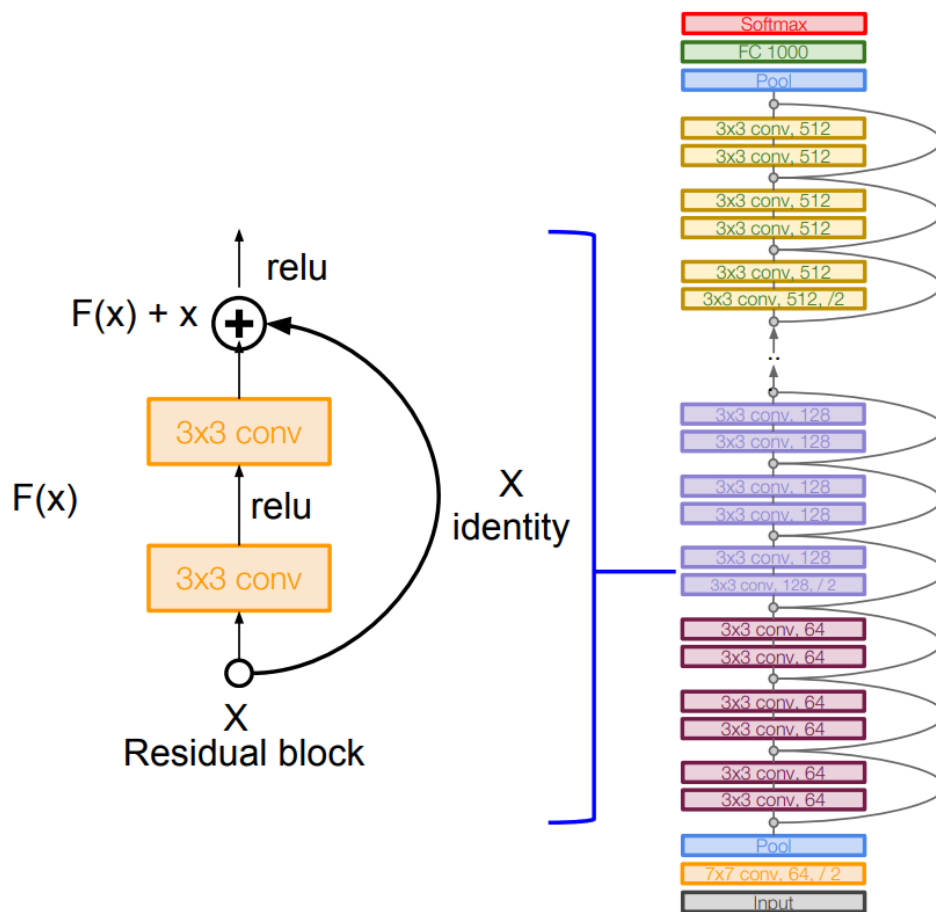 relu
F(x) + x
3x3 conv
F(x)
relu
X
identity
3x3 conv
X
Residual block
Softmax
FC 1000
Pool
3x3 conv, 512
3x3 conv, 512
3x3 conv, 512
3x3 conv, 512
3x3 conv, 512
3x3 conv, 512, /2
..
.
3x3 conv, 128
3x3 conv, 128
3x3 conv, 128
3x3 conv, 128
3x3 conv, 128
3x3 conv, 128, / 2
3x3 conv, 64
3x3 conv, 64
3x3 conv, 64
3x3 conv, 64
3x3 conv, 64
3x3 conv, 64
Pool
7x7 conv, 64, / 2
Input